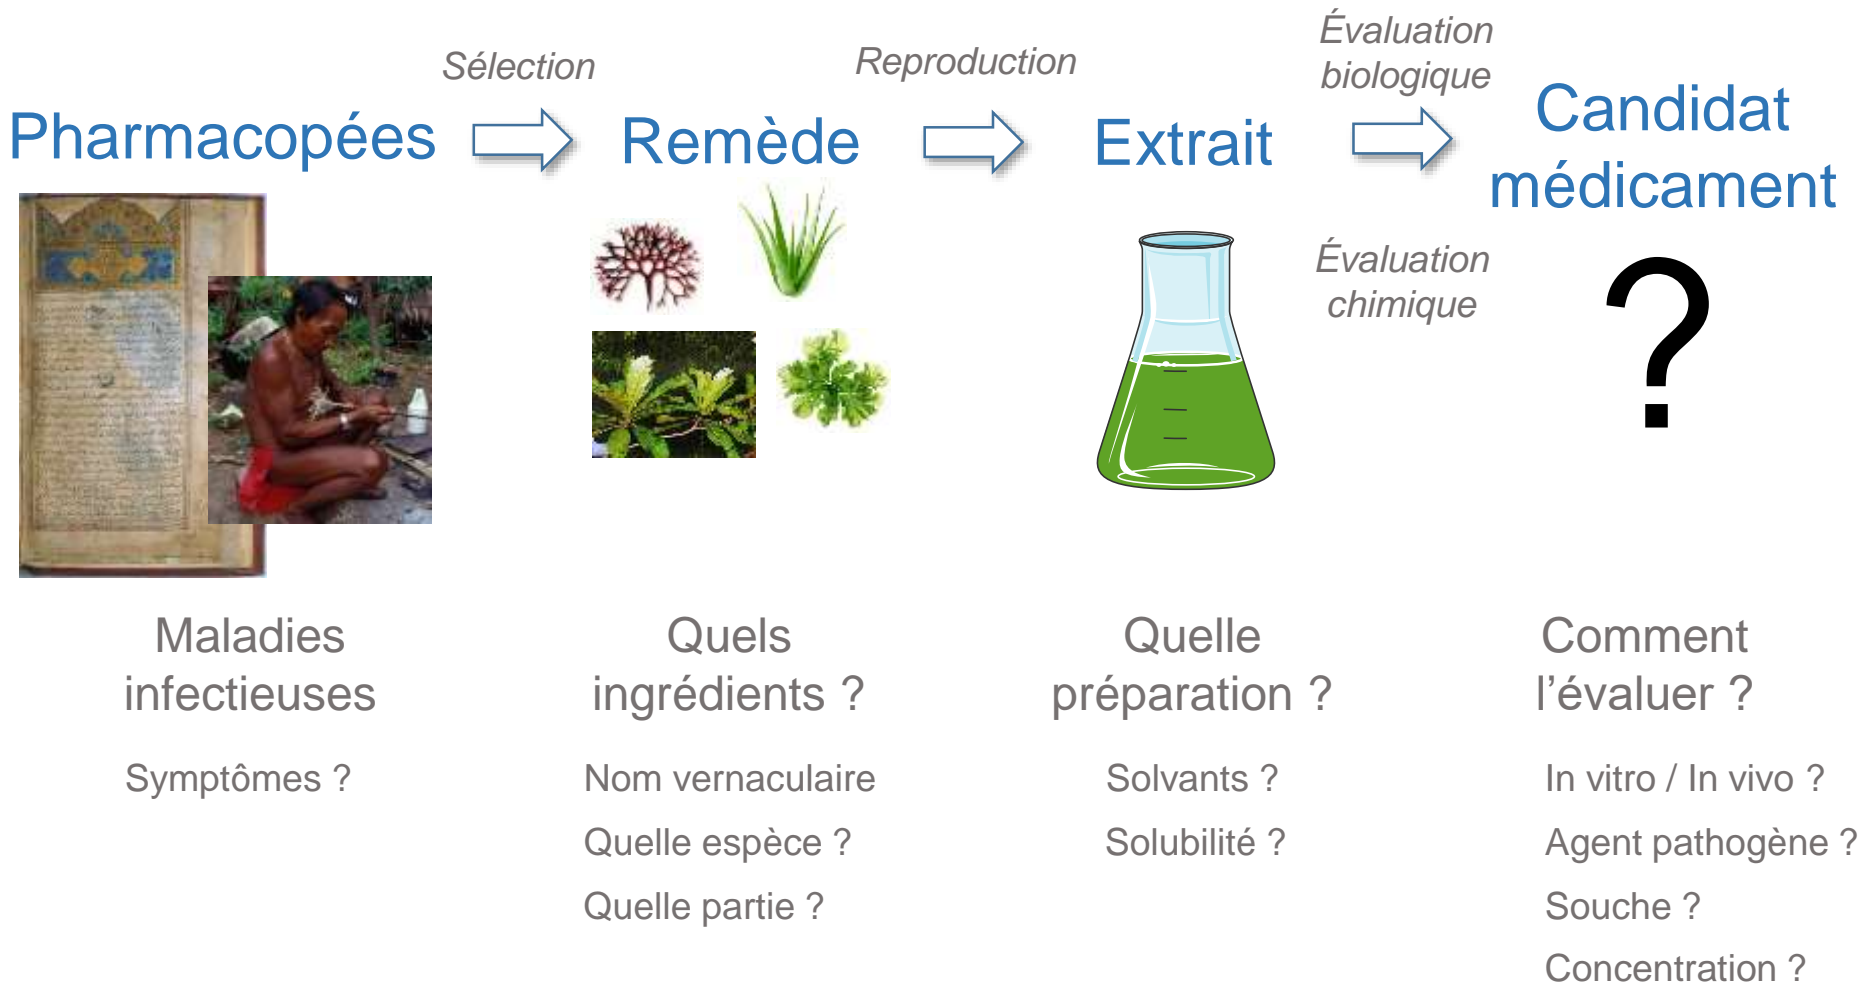 Sélection
Reproduction
Évaluation
biologique
Pharmacopées
Remède
Extrait
Candidat
médicament
Évaluation
chimique
?
Maladies
infectieuses
Symptômes ?
Quels
ingrédients ?
Nom vernaculaire
Quelle espèce ?
Quelle partie ?
Quelle
préparation ?
Solvants ?
Solubilité ?
Comment
l’évaluer ?
In vitro / In vivo ?
Agent pathogène ?
Souche ?
Concentration ?